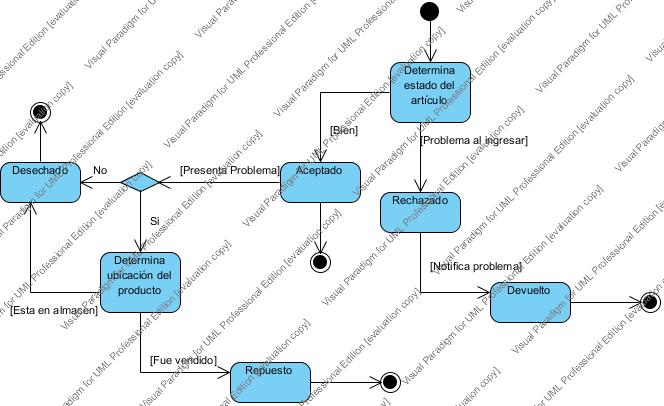 Determina
estado del
artículo
[Bien]
[Problema al ingresar]
Desechado
No
[Presenta Problema]
Aceptado
Rechazado
Si
Determina
ubicación del
producto
[Notifica problema]
Devuelto
[Esta en almacen]
[Fue vendido]
Repuesto
Visual Paradigm for UML Professional Edition [evaluation copy]